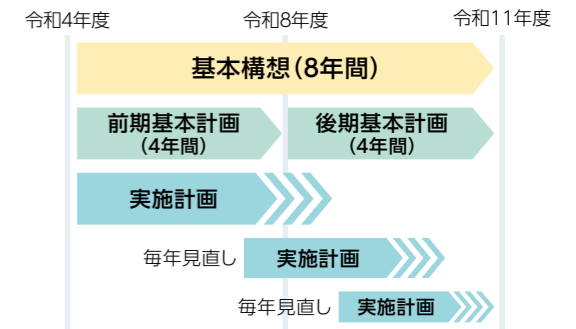 令和4年度
令和8年度
令和11年度
基本構想(8年間)
前期基本計画
(4年間)
後期基本計画
(4年間)
実施計画
毎年見直し
実施計画
毎年見直し
実施計画